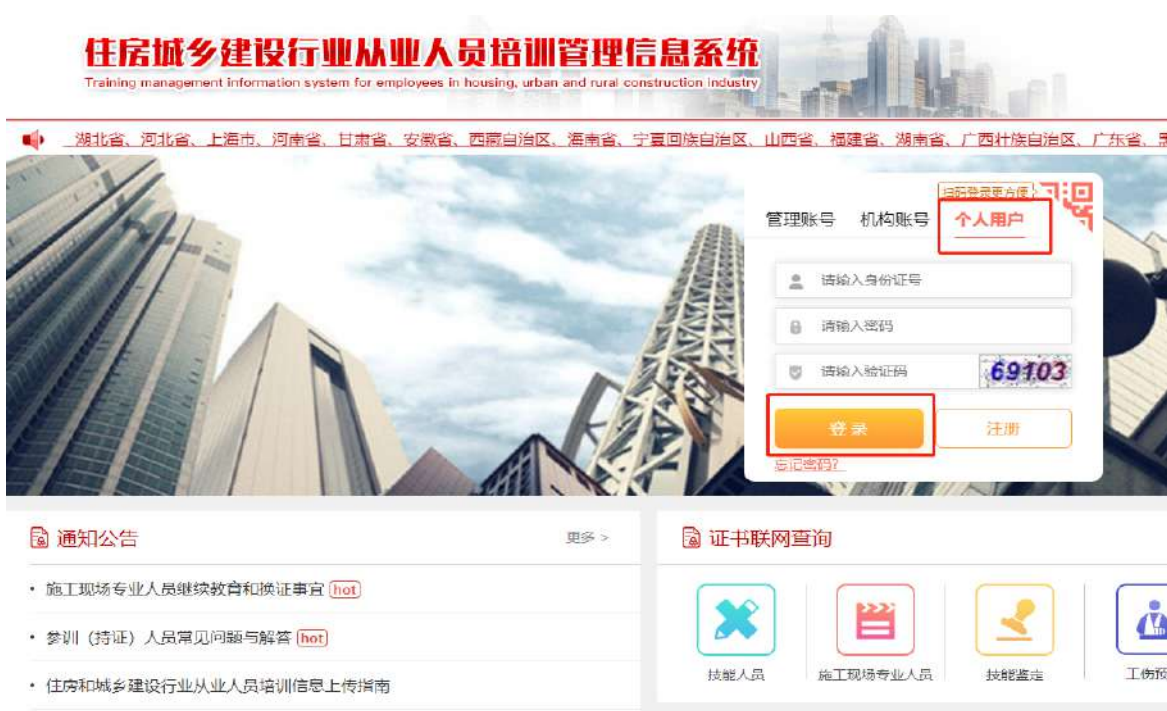 住房城乡建设行业从业人员培训管理信息系统
Training management information system for employees in housing, urban and rural construction industry
湖北省、河北省、上海市、河南省、甘肃省、安徽省、西藏自治区、海南省、宁夏回族自治区、山西省、福建省、湖南省、广西壮族自治区、广东省、
扫码登录更方便
管理账号 机构账号 个人用户
请输入身份证号
请输入密码
请输入验证码 69103
登录 注册
忘记密码?
通知公告 更多 >
证书联网查询
• 施工现场专业人员继续教育和换证事宜 hot
• 参训（持证）人员常见问题与解答 hot
• 住房和城乡建设行业从业人员培训信息上传指南
技能人员 施工现场专业人员 技能鉴定 工伤预